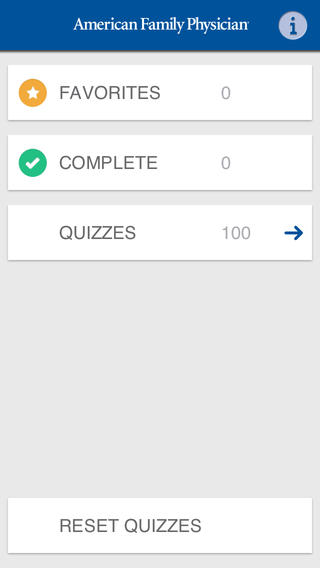 American Family Physician
i
FAVORITES 0
COMPLETE 0
QUIZZES 100
RESET QUIZZES